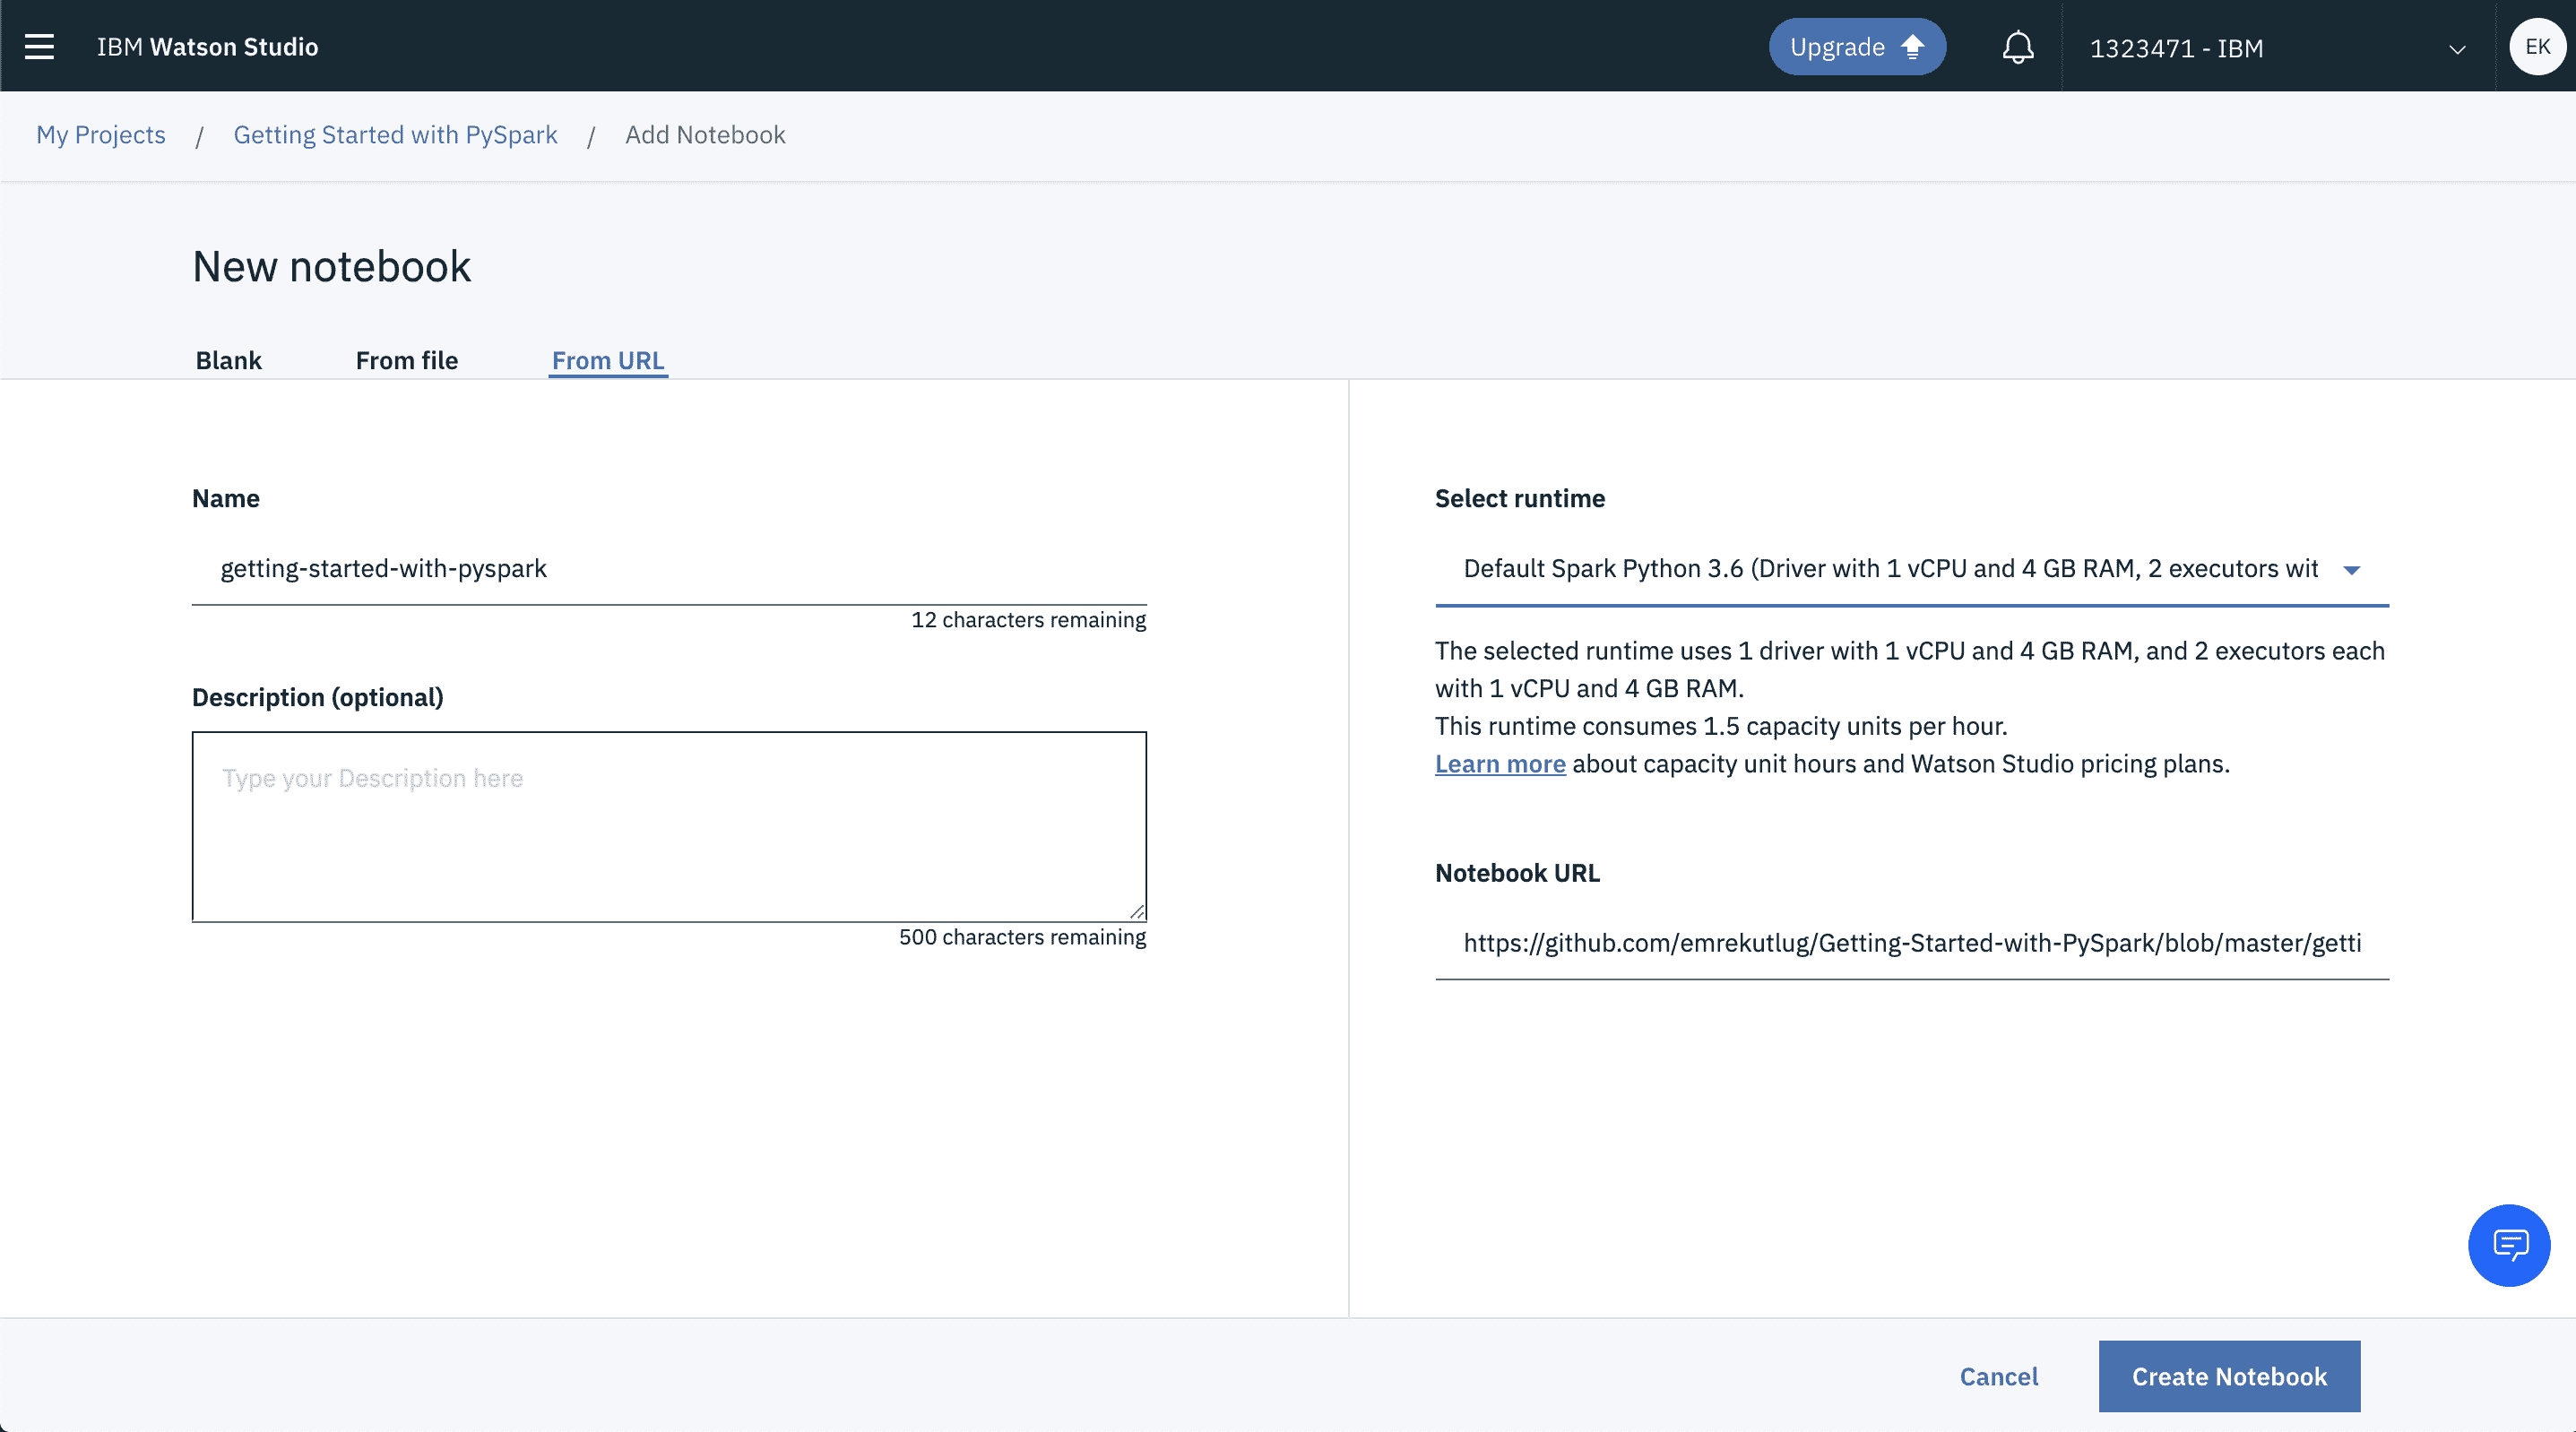 IBM Watson Studio
Upgrade
1323471 - IBM
EK
My Projects / Getting Started with PySpark / Add Notebook
New notebook
Blank From file From URL
Name
getting-started-with-pyspark
12 characters remaining
Description (optional)
Type your Description here
500 characters remaining
Select runtime
Default Spark Python 3.6 (Driver with 1 vCPU and 4 GB RAM, 2 executors wit
The selected runtime uses 1 driver with 1 vCPU and 4 GB RAM, and 2 executors each
with 1 vCPU and 4 GB RAM.
This runtime consumes 1.5 capacity units per hour.
Learn more about capacity unit hours and Watson Studio pricing plans.
Notebook URL
https://github.com/emrekutlug/Getting-Started-with-PySpark/blob/master/getti
Cancel
Create Notebook